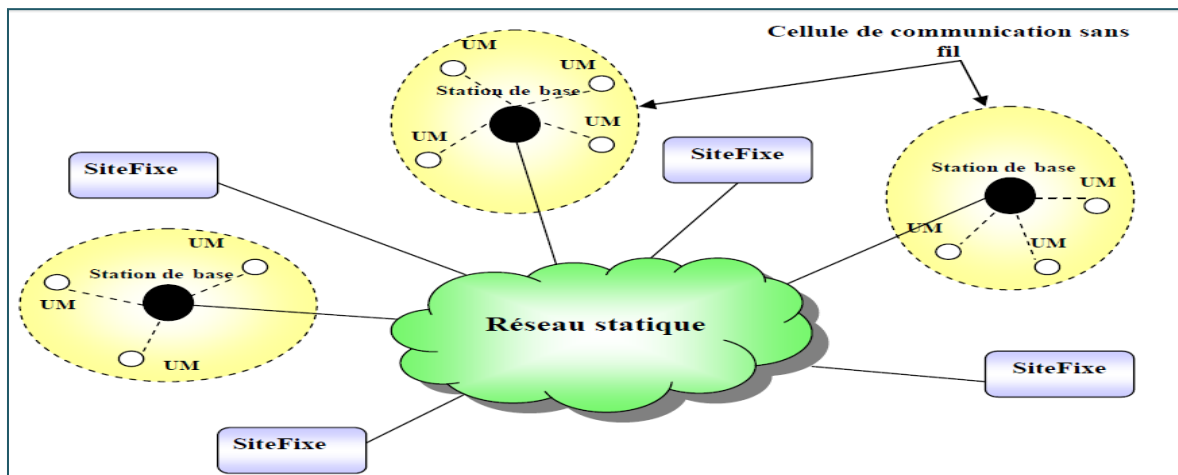 Cellule de communication sans
fil
UM
UM
Station de base
UM
UM
SiteFixe
SiteFixe
Station de base
UM
UM
UM
UM
Station de base
UM
UM
Réseau statique
SiteFixe
SiteFixe